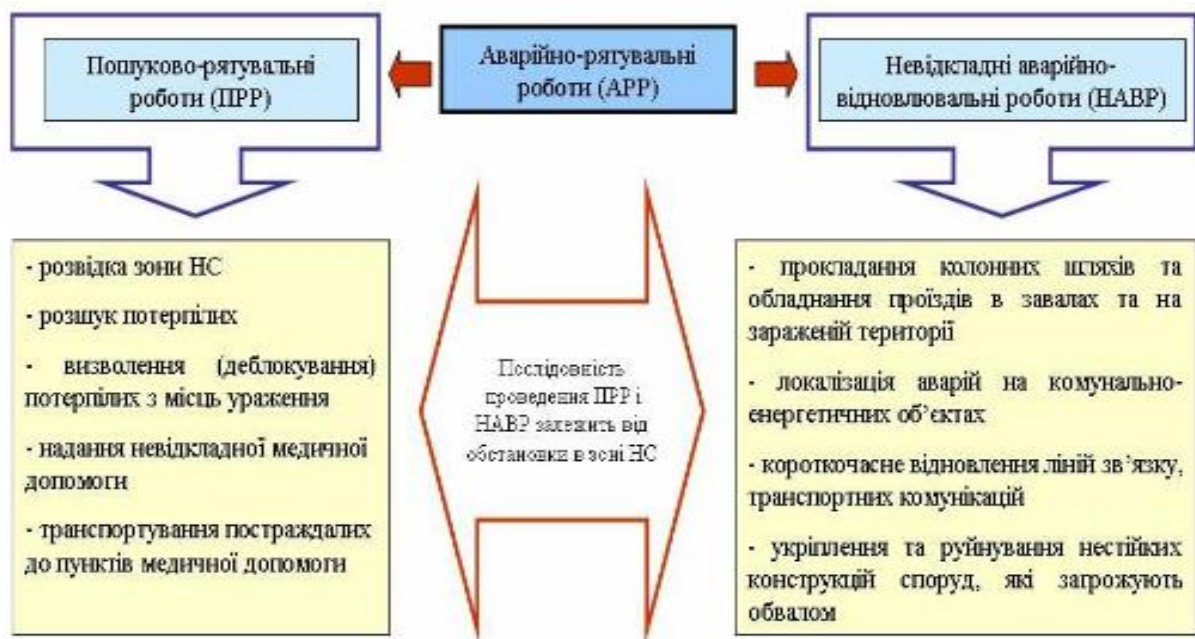 Пошуково-рятувальні
роботи (ПРР)
Аварійно-рятувальні
роботи (АРР)
Невідкладні аварійно-
відновлювальні роботи (НАВР)
- розвідка зони НС
- розшук потерпілих
- визволення (деблокування)
потерпілих з місць ураження
- надання невідкладної медичної
допомоги
- транспортування постраждалих
до пунктів медичної допомоги
Послідовність
проведення ПРР і
НАВР залежить від
обстановки в зоні НС
- прокладання колонних шляхів та
обладнання проїздів в завалах та на
зараженій території
- локалізація аварій на комунально-
енергетичних об’єктах
- короткочасне відновлення ліній зв’язку,
транспортних комунікацій
- укріплення та руйнування нестійких
конструкцій споруд, які загрожують
обвалом